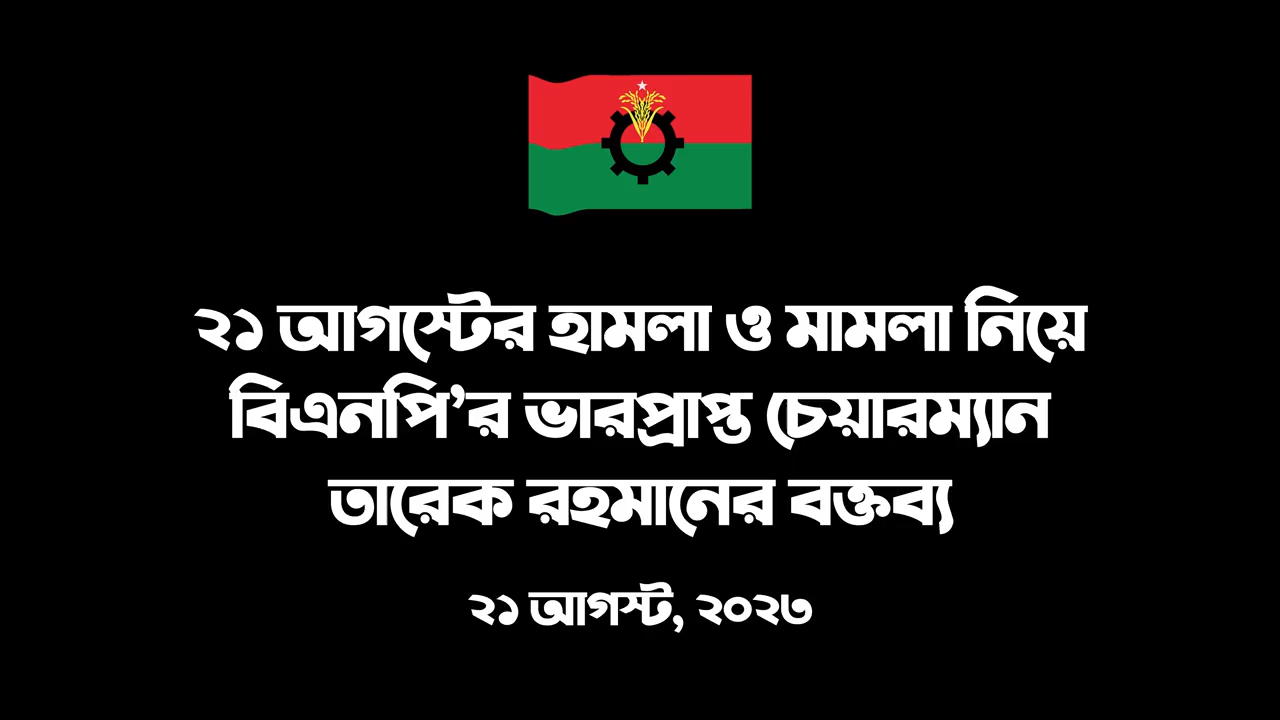 ২১ আগস্টের হামলা ও মামলা নিয়ে
বিএনপি’র ভারপ্রাপ্ত চেয়ারম্যান
তারেক রহমানের বক্তব্য
২১ আগস্ট, ২০২৩